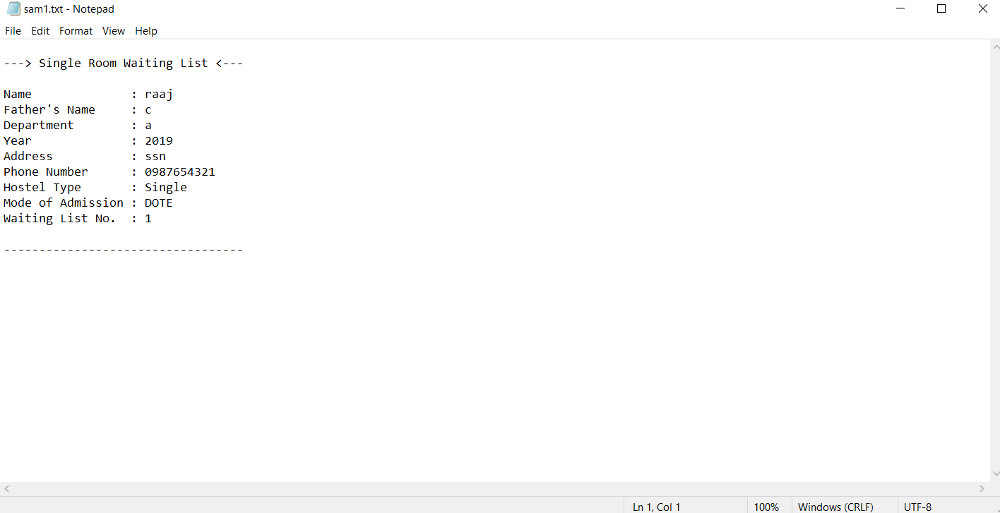 sam1.txt - Notepad
File Edit Format View Help
---> Single Room Waiting List <---
Name              : raaj
Father's Name     : c
Department        : a
Year              : 2019
Address           : ssn
Phone Number      : 0987654321
Hostel Type       : Single
Mode of Admission : DOTE
Waiting List No.  : 1
----------------------------------
Ln 1, Col 1 100% Windows (CRLF) UTF-8